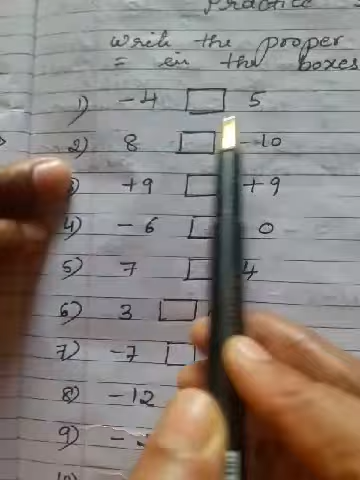 Practice
Write the proper
= in the boxes
1) -4 5
2) 8 -10
3) +9 +9
4) -6 0
5) 7 4
6) 3
7) -7
8) -12
9) -